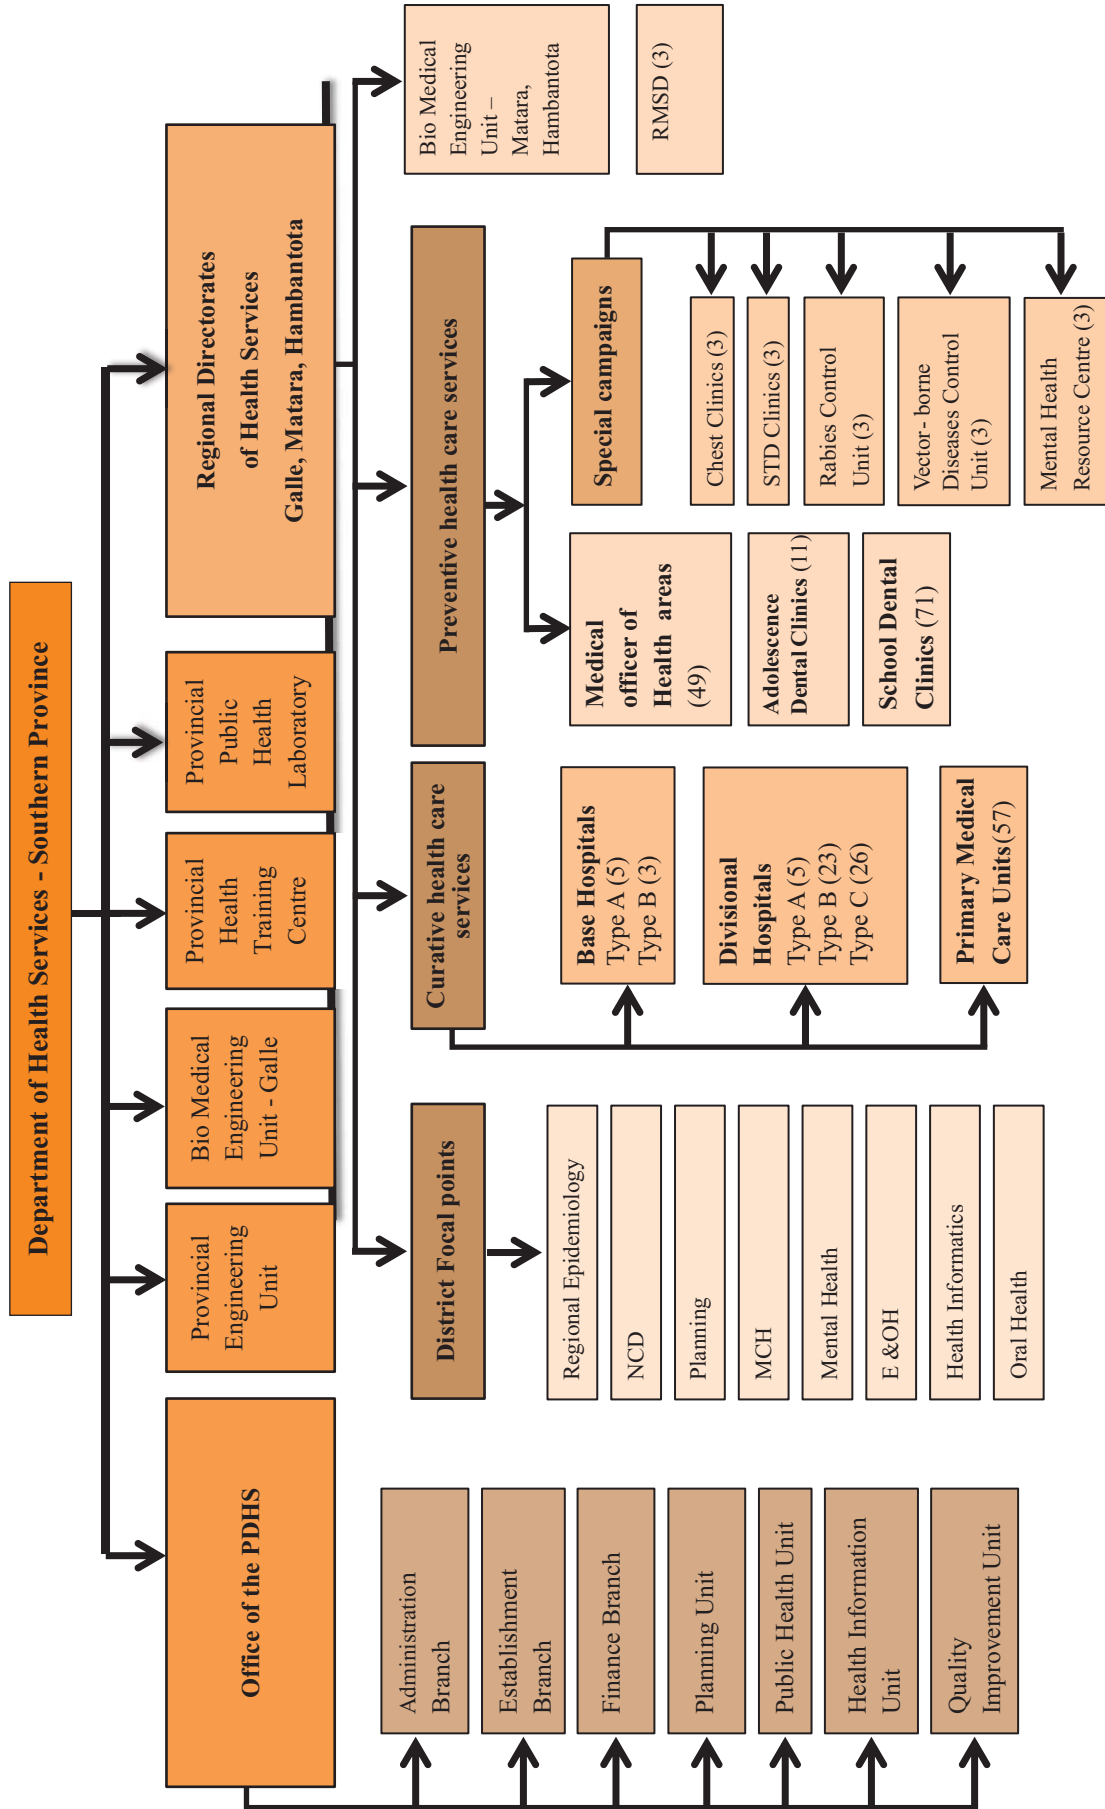 Department of Health Services - Southern Province
Office of the PDHS
Provincial
Engineering
Unit
Bio Medical
Engineering
Unit - Galle
Provincial
Health
Training
Centre
Provincial
Public
Health
Laboratory
Regional Directorates
of Health Services
Galle, Matara, Hambantota
Administration
Branch
Establishment
Branch
Finance Branch
Planning Unit
Public Health Unit
Health Information
Unit
Quality
Improvement Unit
District Focal points
Regional Epidemiology
NCD
Planning
MCH
Mental Health
E &OH
Health Informatics
Oral Health
Curative health care
services
Base Hospitals
Type A (5)
Type B (3)
Divisional
Hospitals
Type A (5)
Type B (23)
Type C (26)
Primary Medical
Care Units(57)
Preventive health care services
Medical
officer of
Health areas
(49)
Adolescence
Dental Clinics (11)
School Dental
Clinics (71)
Special campaigns
Chest Clinics (3)
STD Clinics (3)
Rabies Control
Unit (3)
Vector- borne
Diseases Control
Unit (3)
Mental Health
Resource Centre (3)
Bio Medical
Engineering
Unit –
Matara,
Hambantota
RMSD (3)